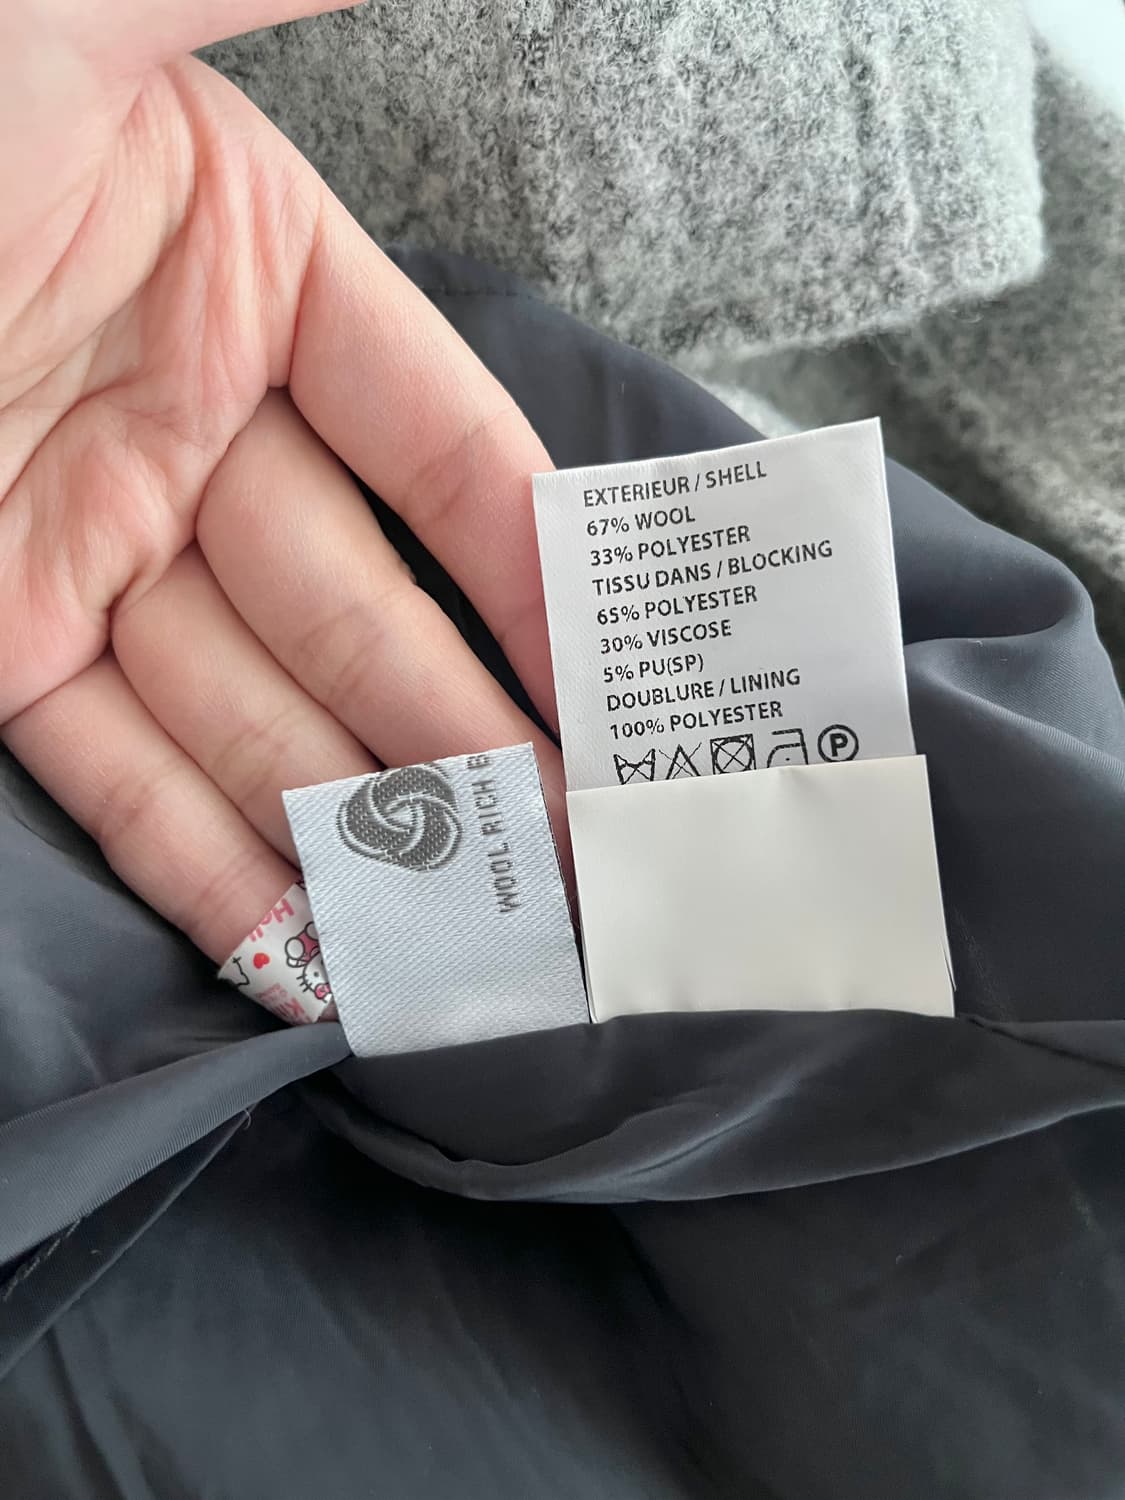 EXTERIEUR / SHELL
67% WOOL
33% POLYESTER
TISSU DANS / BLOCKING
65% POLYESTER
30% VISCOSE
5% PU(SP)
DOUBLURE / LINING
100% POLYESTER
P
WOOL RICH